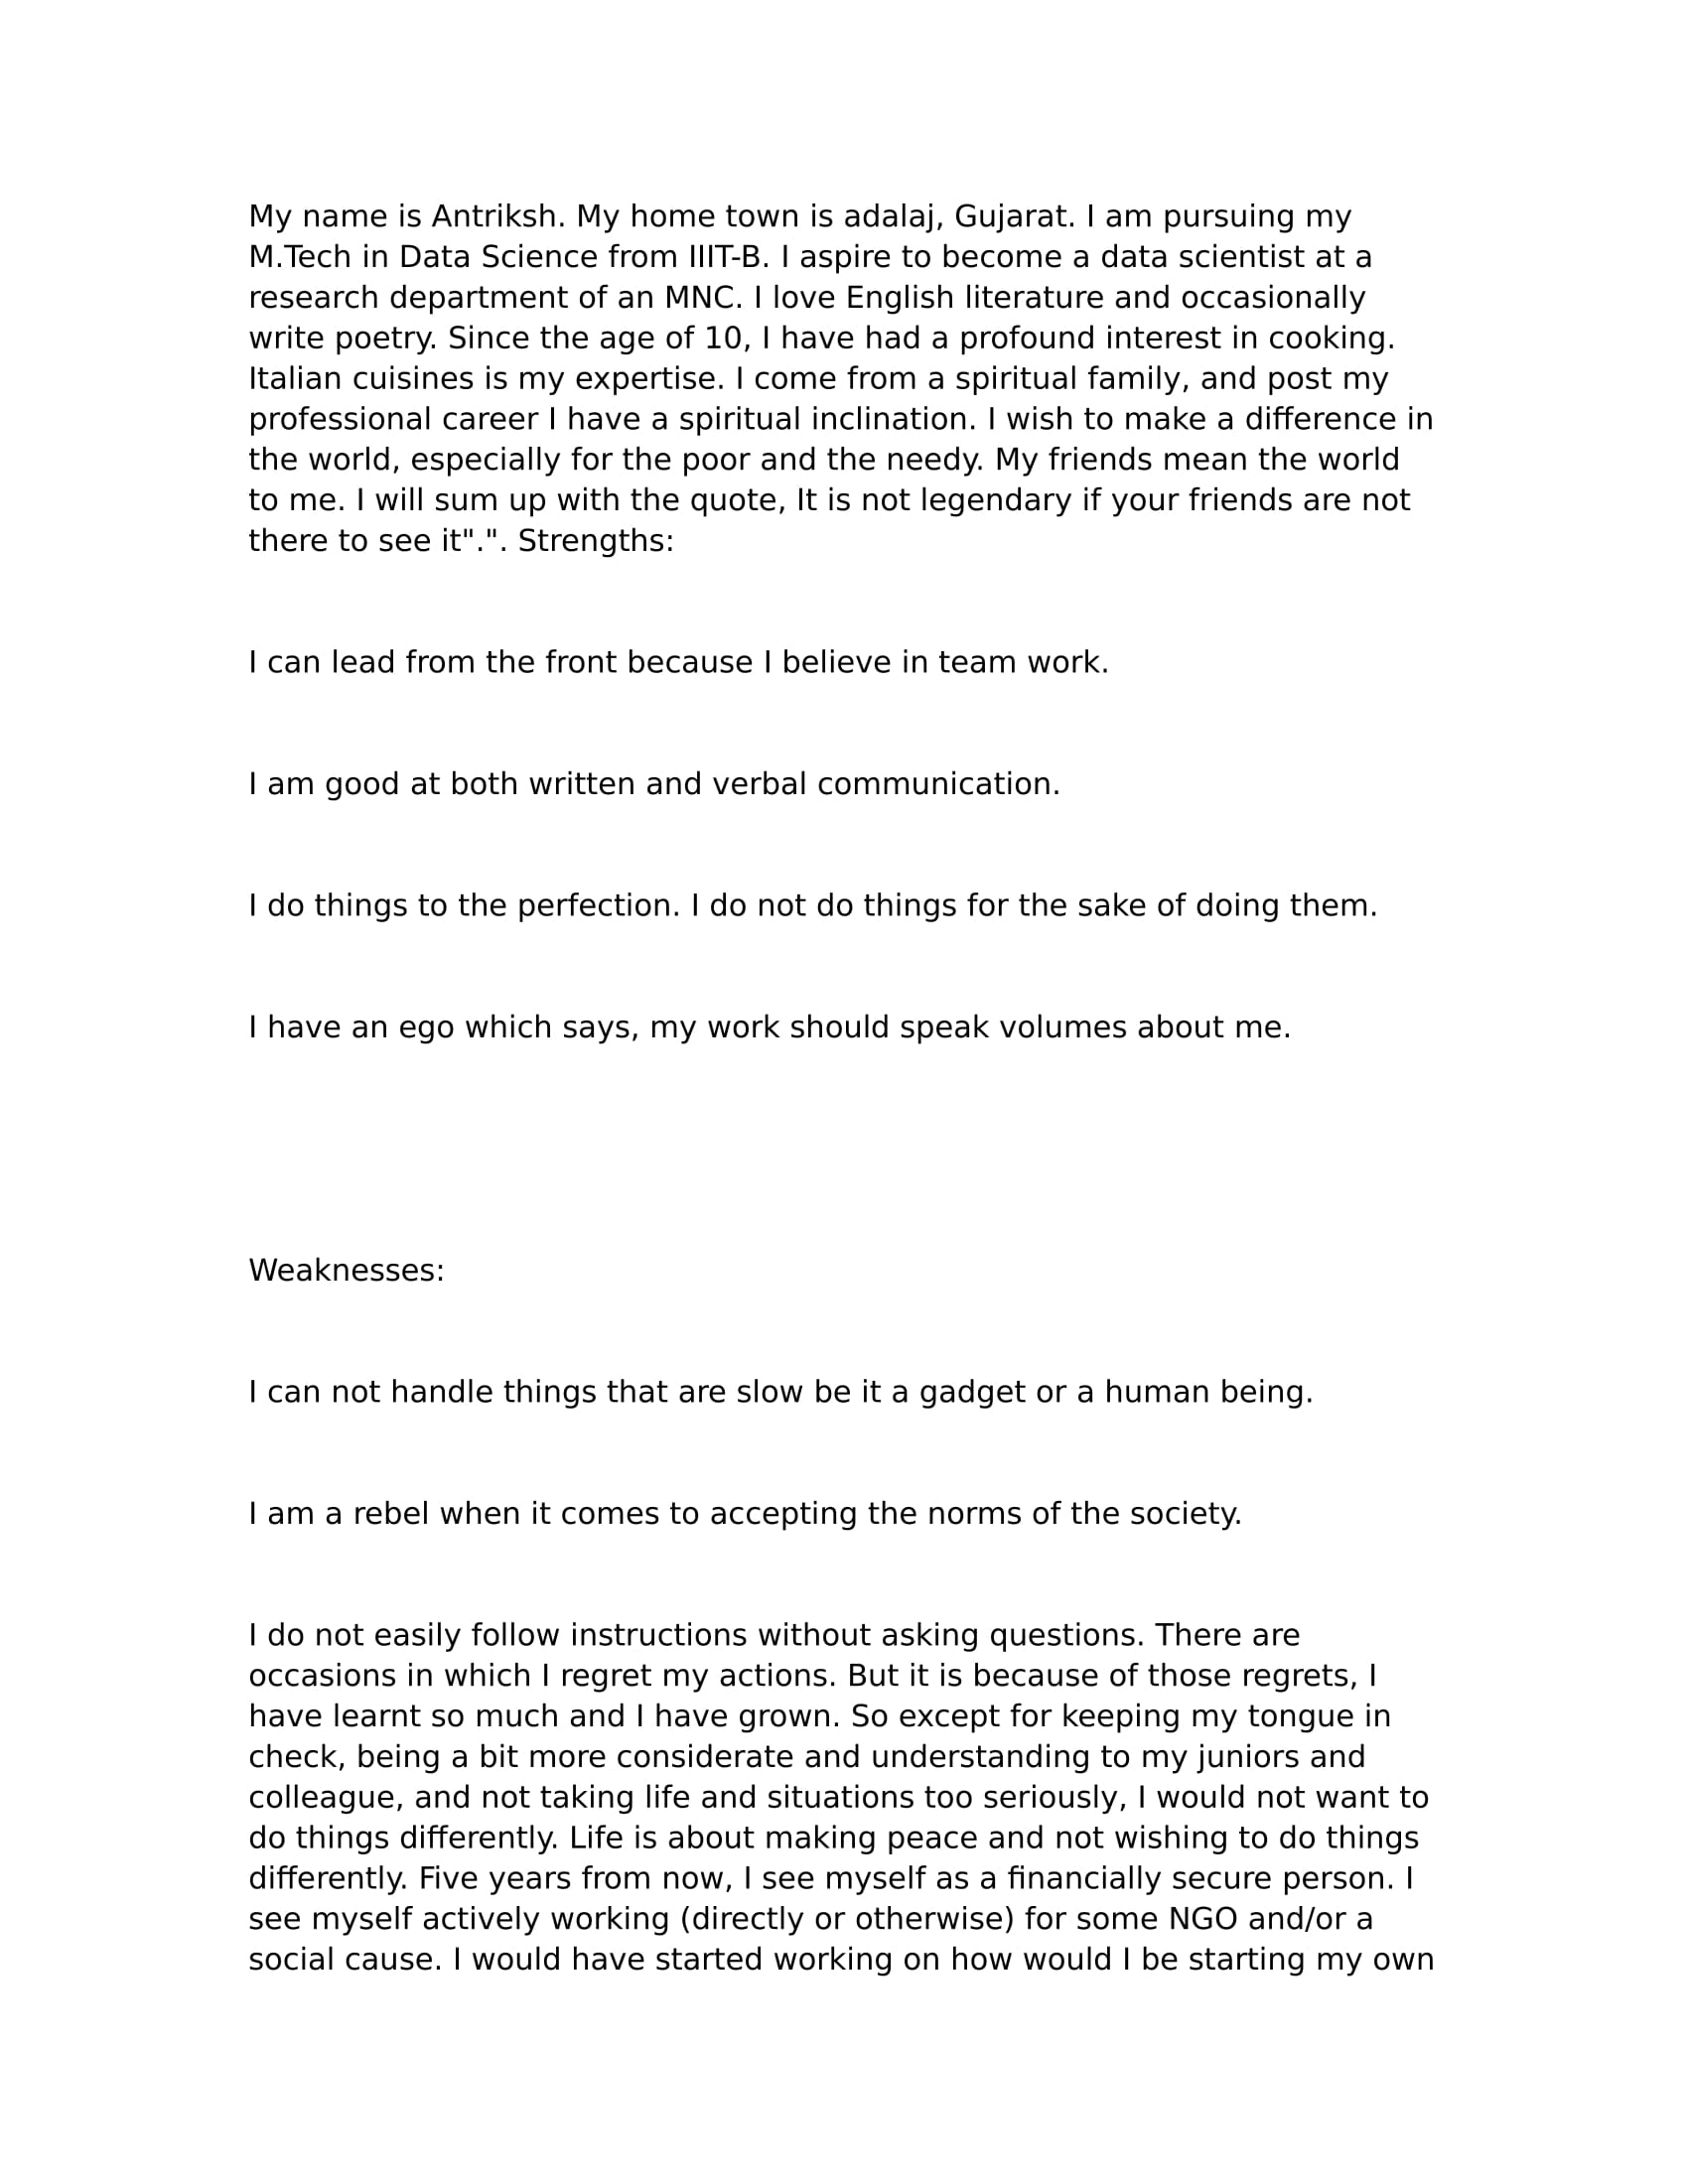 My name is Antriksh. My home town is adalaj, Gujarat. I am pursuing my
M.Tech in Data Science from IIIT-B. I aspire to become a data scientist at a
research department of an MNC. I love English literature and occasionally
write poetry. Since the age of 10, I have had a profound interest in cooking.
Italian cuisines is my expertise. I come from a spiritual family, and post my
professional career I have a spiritual inclination. I wish to make a difference in
the world, especially for the poor and the needy. My friends mean the world
to me. I will sum up with the quote, It is not legendary if your friends are not
there to see it".". Strengths:
I can lead from the front because I believe in team work.
I am good at both written and verbal communication.
I do things to the perfection. I do not do things for the sake of doing them.
I have an ego which says, my work should speak volumes about me.
Weaknesses:
I can not handle things that are slow be it a gadget or a human being.
I am a rebel when it comes to accepting the norms of the society.
I do not easily follow instructions without asking questions. There are
occasions in which I regret my actions. But it is because of those regrets, I
have learnt so much and I have grown. So except for keeping my tongue in
check, being a bit more considerate and understanding to my juniors and
colleague, and not taking life and situations too seriously, I would not want to
do things differently. Life is about making peace and not wishing to do things
differently. Five years from now, I see myself as a financially secure person. I
see myself actively working (directly or otherwise) for some NGO and/or a
social cause. I would have started working on how would I be starting my own